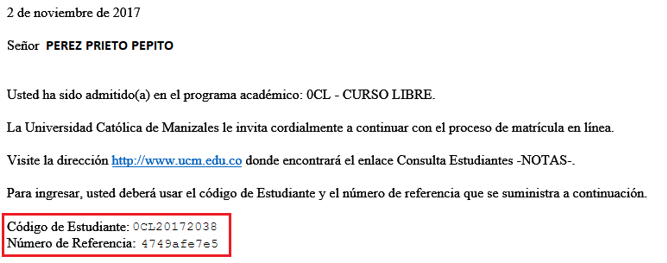 2 de noviembre de 2017
Señor PEREZ PRIETO PEPITO
Usted ha sido admitido(a) en el programa académico: 0CL - CURSO LIBRE.
La Universidad Católica de Manizales le invita cordialmente a continuar con el proceso de matrícula en línea.
Visite la dirección http://www.ucm.edu.co donde encontrará el enlace Consulta Estudiantes -NOTAS-.
Para ingresar, usted deberá usar el código de Estudiante y el número de referencia que se suministra a continuación.
Código de Estudiante: 0CL20172038
Número de Referencia: 4749afe7e5